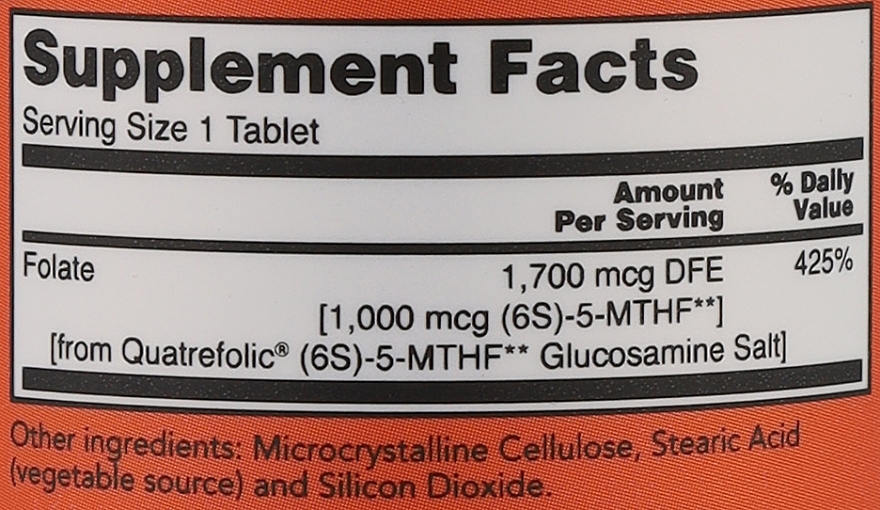 Supplement Facts
Serving Size 1 Tablet
Amount
Per Serving
% Daily
Value
Folate 1,700 mcg DFE 425%
[1,000 mcg (6S)-5-MTHF**]
[from Quatrefolic® (6S)-5-MTHF** Glucosamine Salt]
Other ingredients: Microcrystalline Cellulose, Stearic Acid
(vegetable source) and Silicon Dioxide.